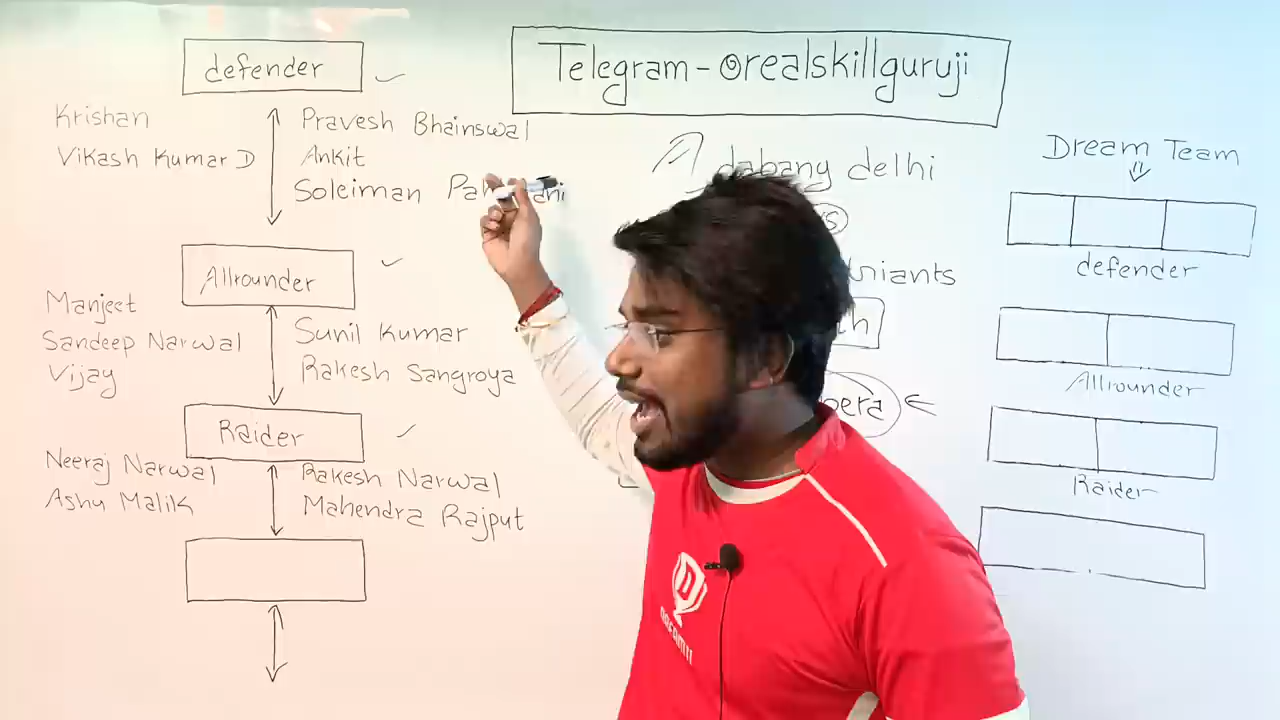 defender
Krishan
Vikash Kumar D
Pravesh Bhainswal
Ankit
Soleiman
Allrounder
Manjeet
Sandeep Narwal
Vijay
Sunil Kumar
Rakesh Sangroya
Raider
Neeraj Narwal
Ashu Malik
Rakesh Narwal
Mahendra Rajput
Telegram-@realskillguruji
dabang delhi
Dream Team
defender
Allrounder
Raider